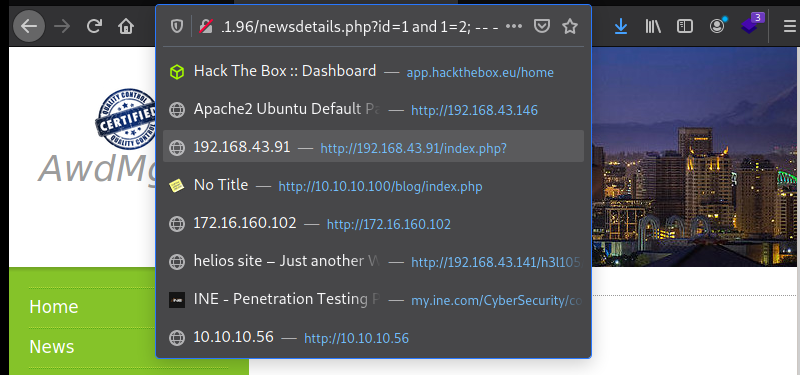 .1.96/newsdetails.php?id=1 and 1=2; -- -
3
Hack The Box :: Dashboard — app.hackthebox.eu/home
Apache2 Ubuntu Default Pa — http://192.168.43.146
192.168.43.91 — http://192.168.43.91/index.php?
No Title — http://10.10.10.100/blog/index.php
172.16.160.102 — http://172.16.160.102
helios site – Just another W — http://192.168.43.141/h3l105
INE - Penetration Testing P — my.ine.com/CyberSecurity/co
10.10.10.56 — http://10.10.10.56
QUALITY CONTROL
CERTIFIED
QUALITY CONTROL
AwdMg
Home
News